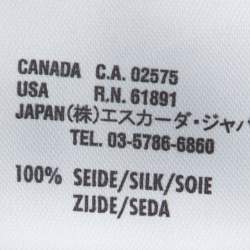 CANADA C.A. 02575
USA R.N. 61891
JAPAN(株)エスカーダ・ジャパ
TEL. 03-5786-6860
100% SEIDE/SILK/SOIE
ZIJDE/SEDA